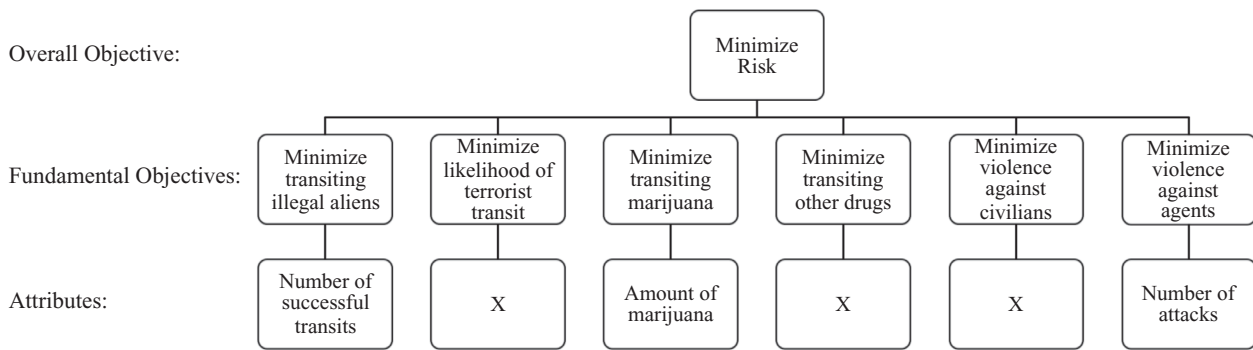 Overall Objective:
Minimize
Risk
Fundamental Objectives:
Minimize
transiting
illegal aliens
Minimize
likelihood of
terrorist
transit
Minimize
transiting
marijuana
Minimize
transiting
other drugs
Minimize
violence
against
civilians
Minimize
violence
against
agents
Attributes:
Number of
successful
transits
X
Amount of
marijuana
X
X
Number of
attacks